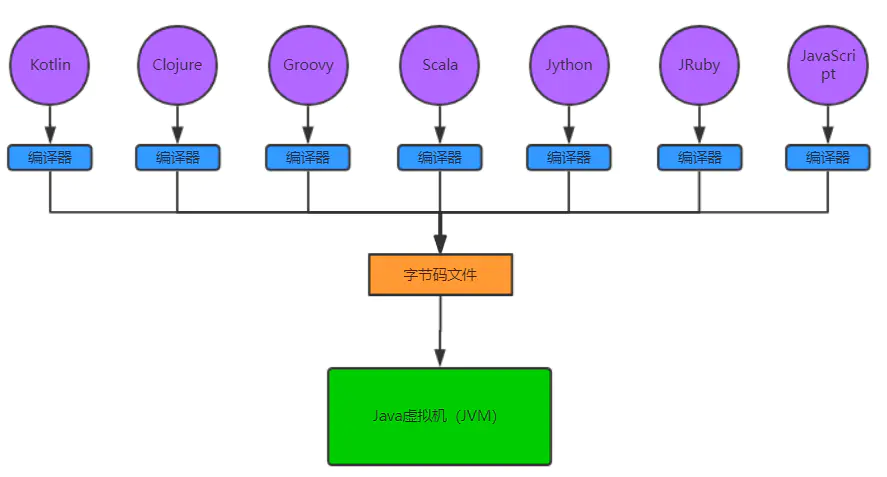 Kotlin
Clojure
Groovy
Scala
Jython
JRuby
JavaScri
pt
编译器
编译器
编译器
编译器
编译器
编译器
编译器
字节码文件
Java虚拟机（JVM）